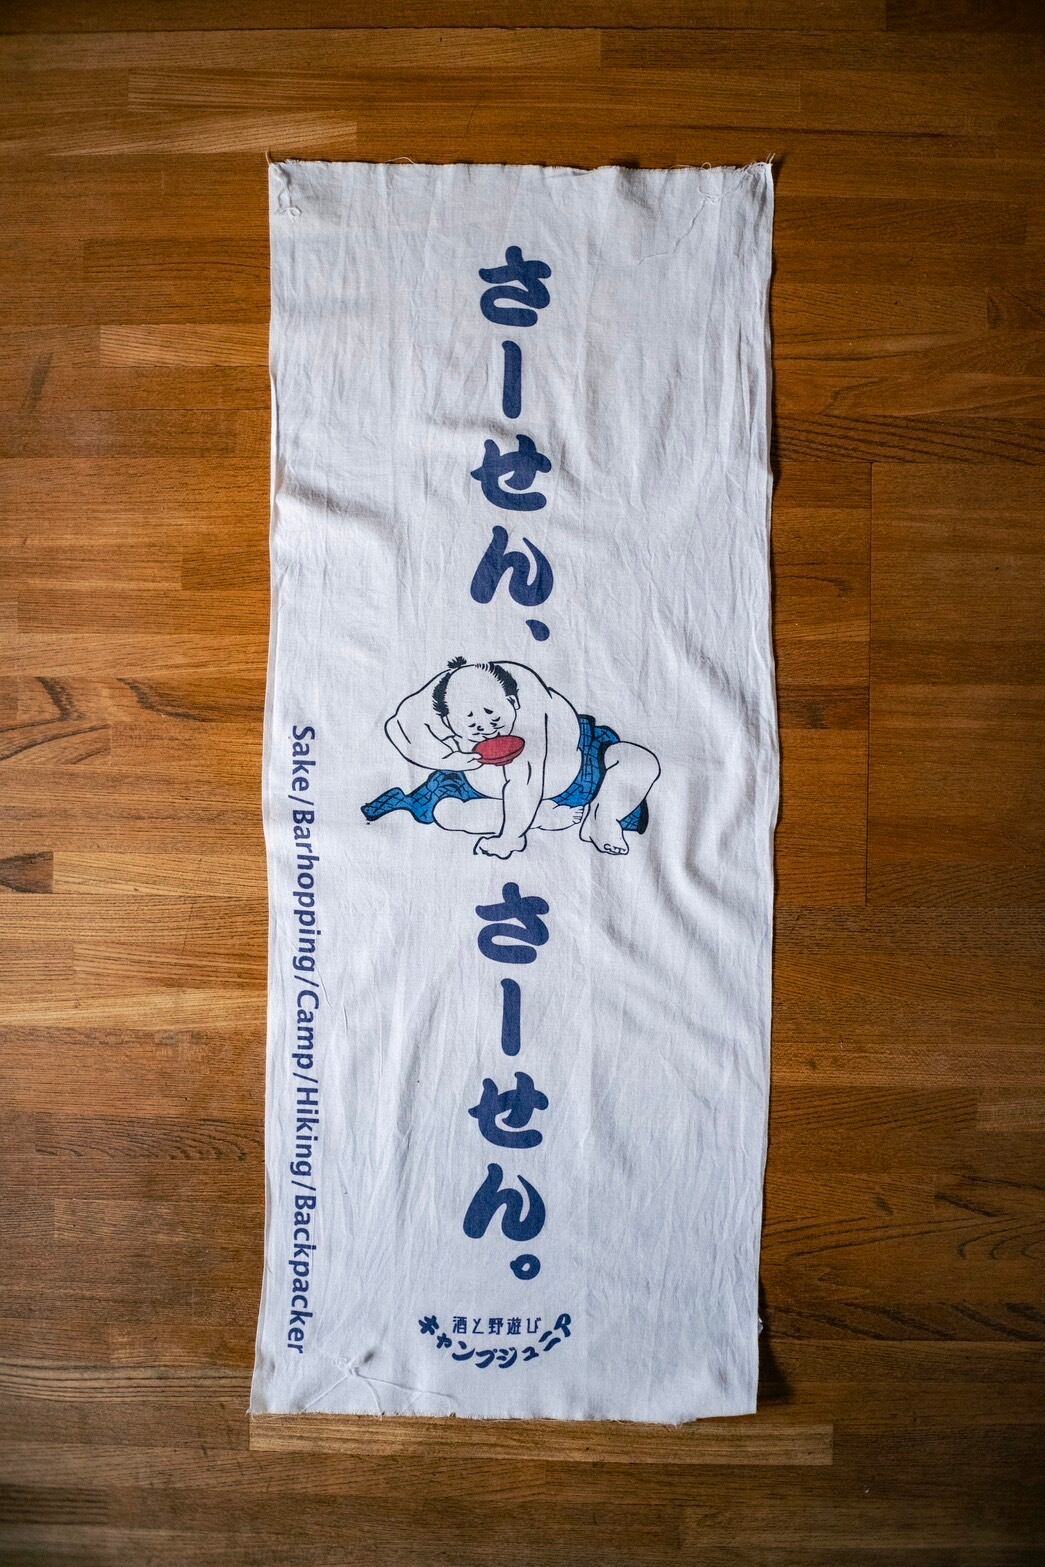 さーせん、
さーせん。
Sake/Barhopping/Camp/Hiking/Backpacker
酒と野遊び
キャンプジュニア